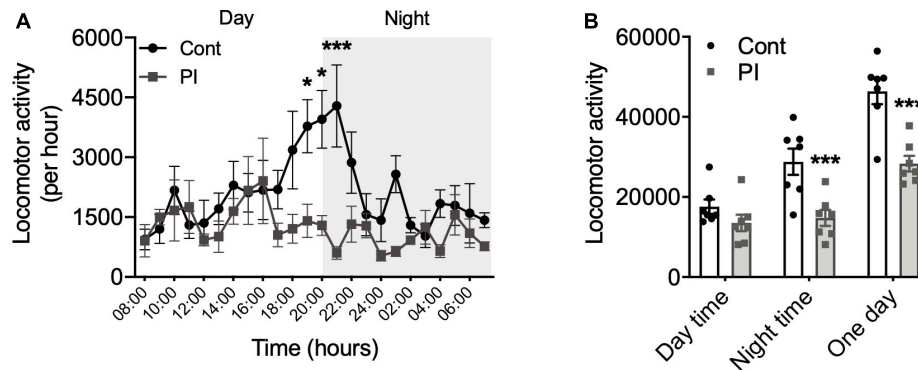 A
Day
Night
6000
4500
3000
1500
0
Locomotor activity
(per hour)
Cont
PI
*
*
***
08:00
10:00
12:00
14:00
16:00
18:00
20:00
22:00
24:00
02:00
04:00
06:00
Time (hours)
B
60000
40000
20000
0
Locomotor activity
Cont
PI
***
***
Day time
Night time
One day